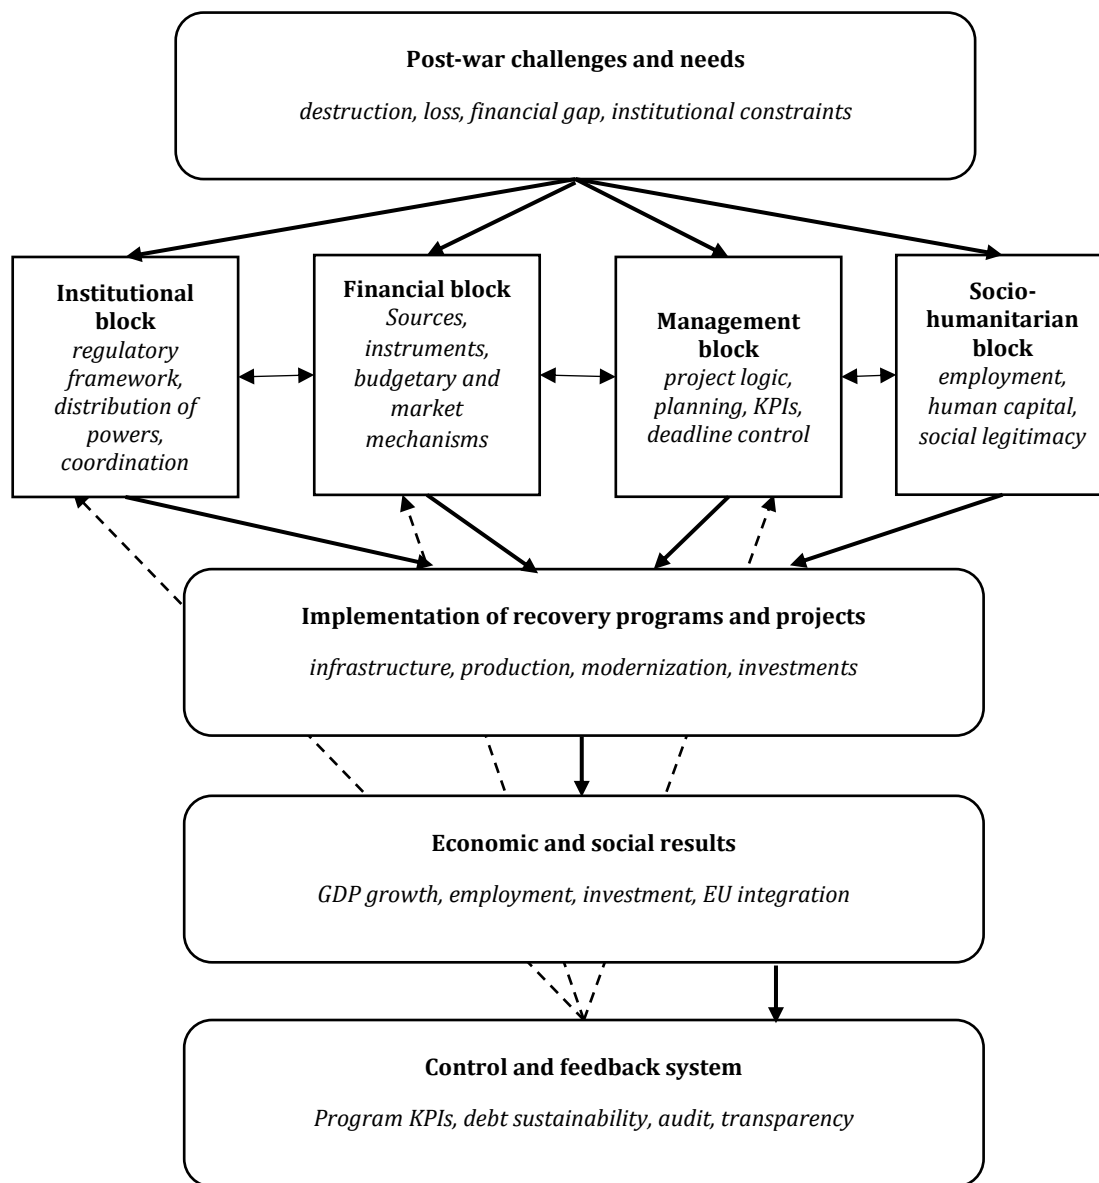 Post-war challenges and needs
destruction, loss, financial gap, institutional constraints
Institutional
block
regulatory
framework,
distribution of
powers,
coordination
Financial block
Sources,
instruments,
budgetary and
market
mechanisms
Management
block
project logic,
planning, KPIs,
deadline control
Socio-
humanitarian
block
employment,
human capital,
social legitimacy
Implementation of recovery programs and projects
infrastructure, production, modernization, investments
Economic and social results
GDP growth, employment, investment, EU integration
Control and feedback system
Program KPIs, debt sustainability, audit, transparency